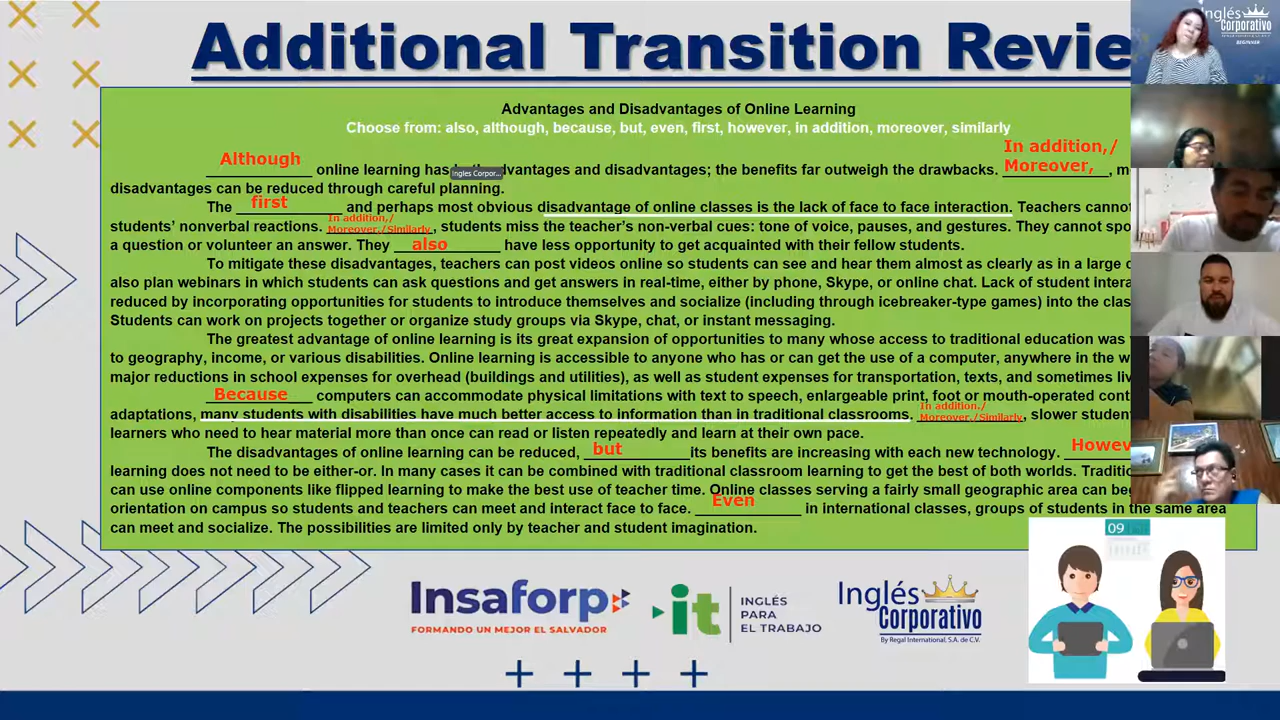 Additional Transition Revie
Inglés
Corporativo
BEGINNER
Advantages and Disadvantages of Online Learning
Choose from: also, although, because, but, even, first, however, in addition, moreover, similarly
Although ____________ online learning has advantages and disadvantages; the benefits far outweigh the drawbacks. In addition,/ Moreover, ____________, m
Ingles Corpor...
disadvantages can be reduced through careful planning.
The first ____________ and perhaps most obvious disadvantage of online classes is the lack of face to face interaction. Teachers cannot
students’ nonverbal reactions. In addition,/ Moreover,/Similarly ____________, students miss the teacher’s non-verbal cues: tone of voice, pauses, and gestures. They cannot spo
a question or volunteer an answer. They also ____________ have less opportunity to get acquainted with their fellow students.
To mitigate these disadvantages, teachers can post videos online so students can see and hear them almost as clearly as in a large
also plan webinars in which students can ask questions and get answers in real-time, either by phone, Skype, or online chat. Lack of student intera
reduced by incorporating opportunities for students to introduce themselves and socialize (including through icebreaker-type games) into the clas
Students can work on projects together or organize study groups via Skype, chat, or instant messaging.
The greatest advantage of online learning is its great expansion of opportunities to many whose access to traditional education was
to geography, income, or various disabilities. Online learning is accessible to anyone who has or can get the use of a computer, anywhere in the w
major reductions in school expenses for overhead (buildings and utilities), as well as student expenses for transportation, texts, and sometimes liv
Because ____________ computers can accommodate physical limitations with text to speech, enlargeable print, foot or mouth-operated cont
adaptations, many students with disabilities have much better access to information than in traditional classrooms. In addition,/ Moreover,/Similarly ____________, slower studen
learners who need to hear material more than once can read or listen repeatedly and learn at their own pace.
The disadvantages of online learning can be reduced, but ____________its benefits are increasing with each new technology. Howev
learning does not need to be either-or. In many cases it can be combined with traditional classroom learning to get the best of both worlds. Traditio
can use online components like flipped learning to make the best use of teacher time. Online classes serving a fairly small geographic area can beg
orientation on campus so students and teachers can meet and interact face to face. Even ____________ in international classes, groups of students in the same area
can meet and socialize. The possibilities are limited only by teacher and student imagination.
09
Insaforp
FORMANDO UN MEJOR EL SALVADOR
it
INGLÉS
PARA
EL TRABAJO
Inglés
Corporativo
By Regal International, S.A. de C.V.